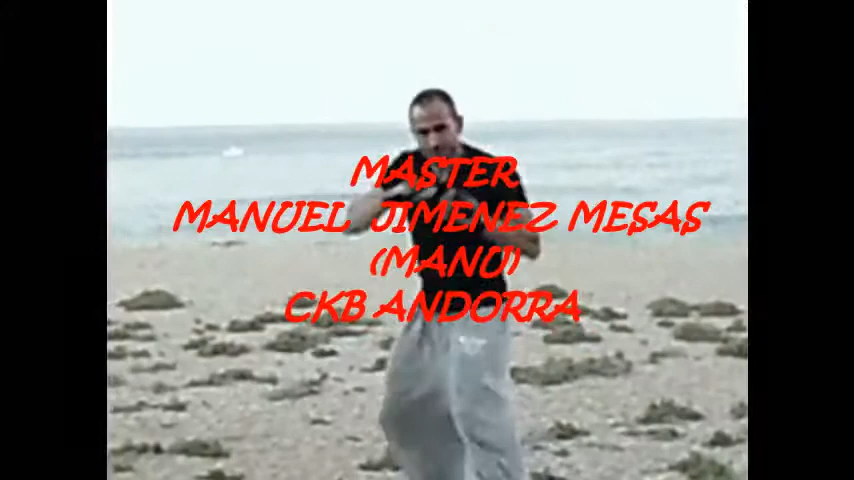 MASTER
MANUEL JIMENEZ MESAS
(MANU)
CKB ANDORRA